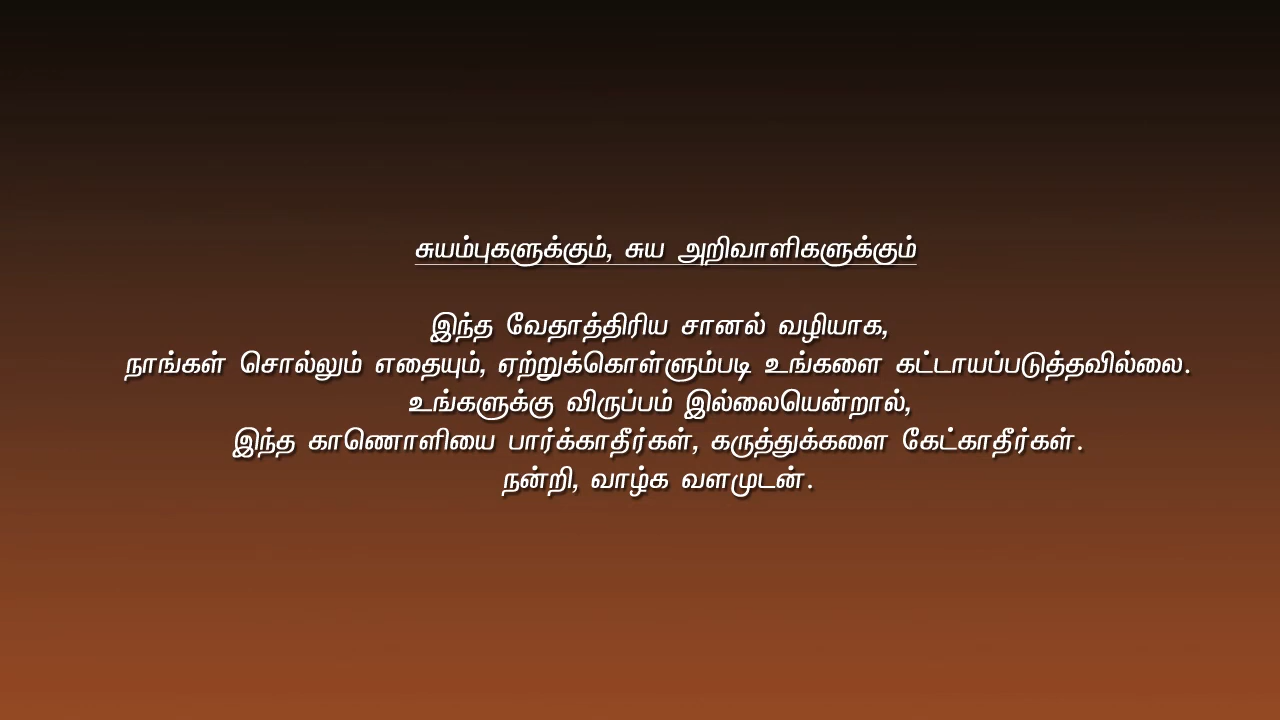 சுயம்புகளுக்கும், சுய அறிவாளிகளுக்கும்
இந்த வேதாத்திரிய சானல் வழியாக,
நாங்கள் சொல்லும் எதையும், ஏற்றுக்கொள்ளும்படி உங்களை கட்டாயப்படுத்தவில்லை.
உங்களுக்கு விருப்பம் இல்லையென்றால்,
இந்த காணொளியை பார்க்காதீர்கள், கருத்துக்களை கேட்காதீர்கள்.
நன்றி, வாழ்க வளமுடன்.